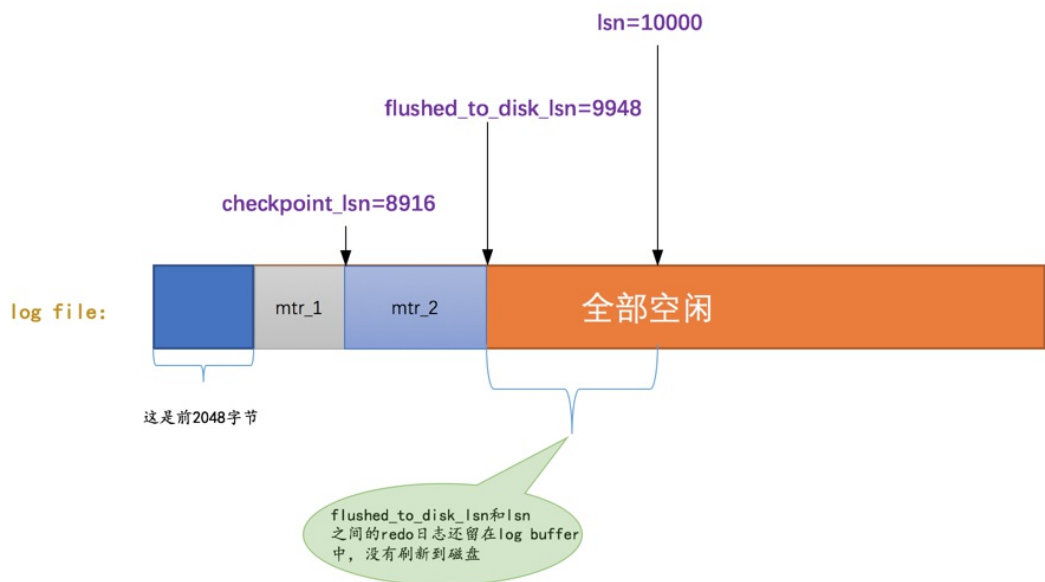 lsn=10000
flushed_to_disk_lsn=9948
checkpoint_lsn=8916
log file:
mtr_1
mtr_2
全部空闲
这是前2048字节
flushed_to_disk_lsn和lsn
之间的redo日志还留在log buffer
中，没有刷新到磁盘